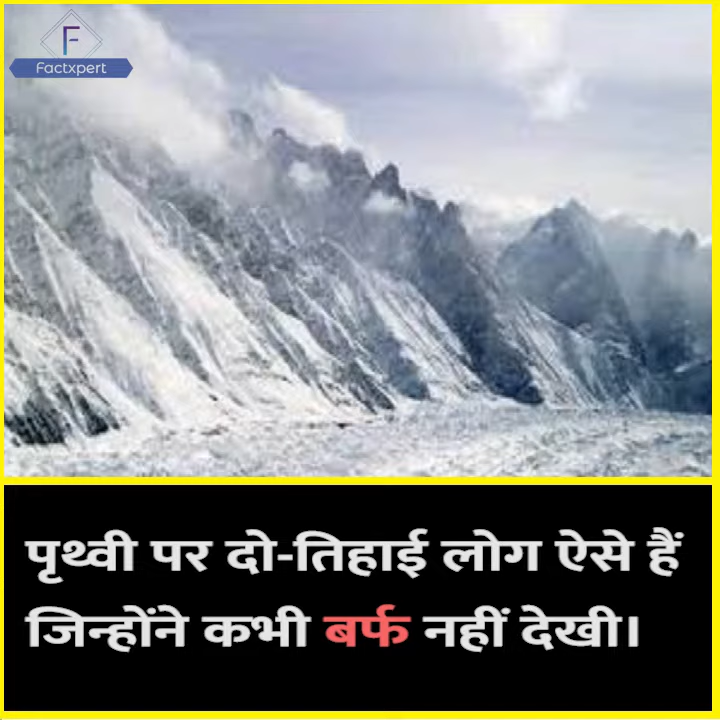 F
Factxpert
पृथ्वी पर दो-तिहाई लोग ऐसे हैं
जिन्होंने कभी बर्फ नहीं देखी।